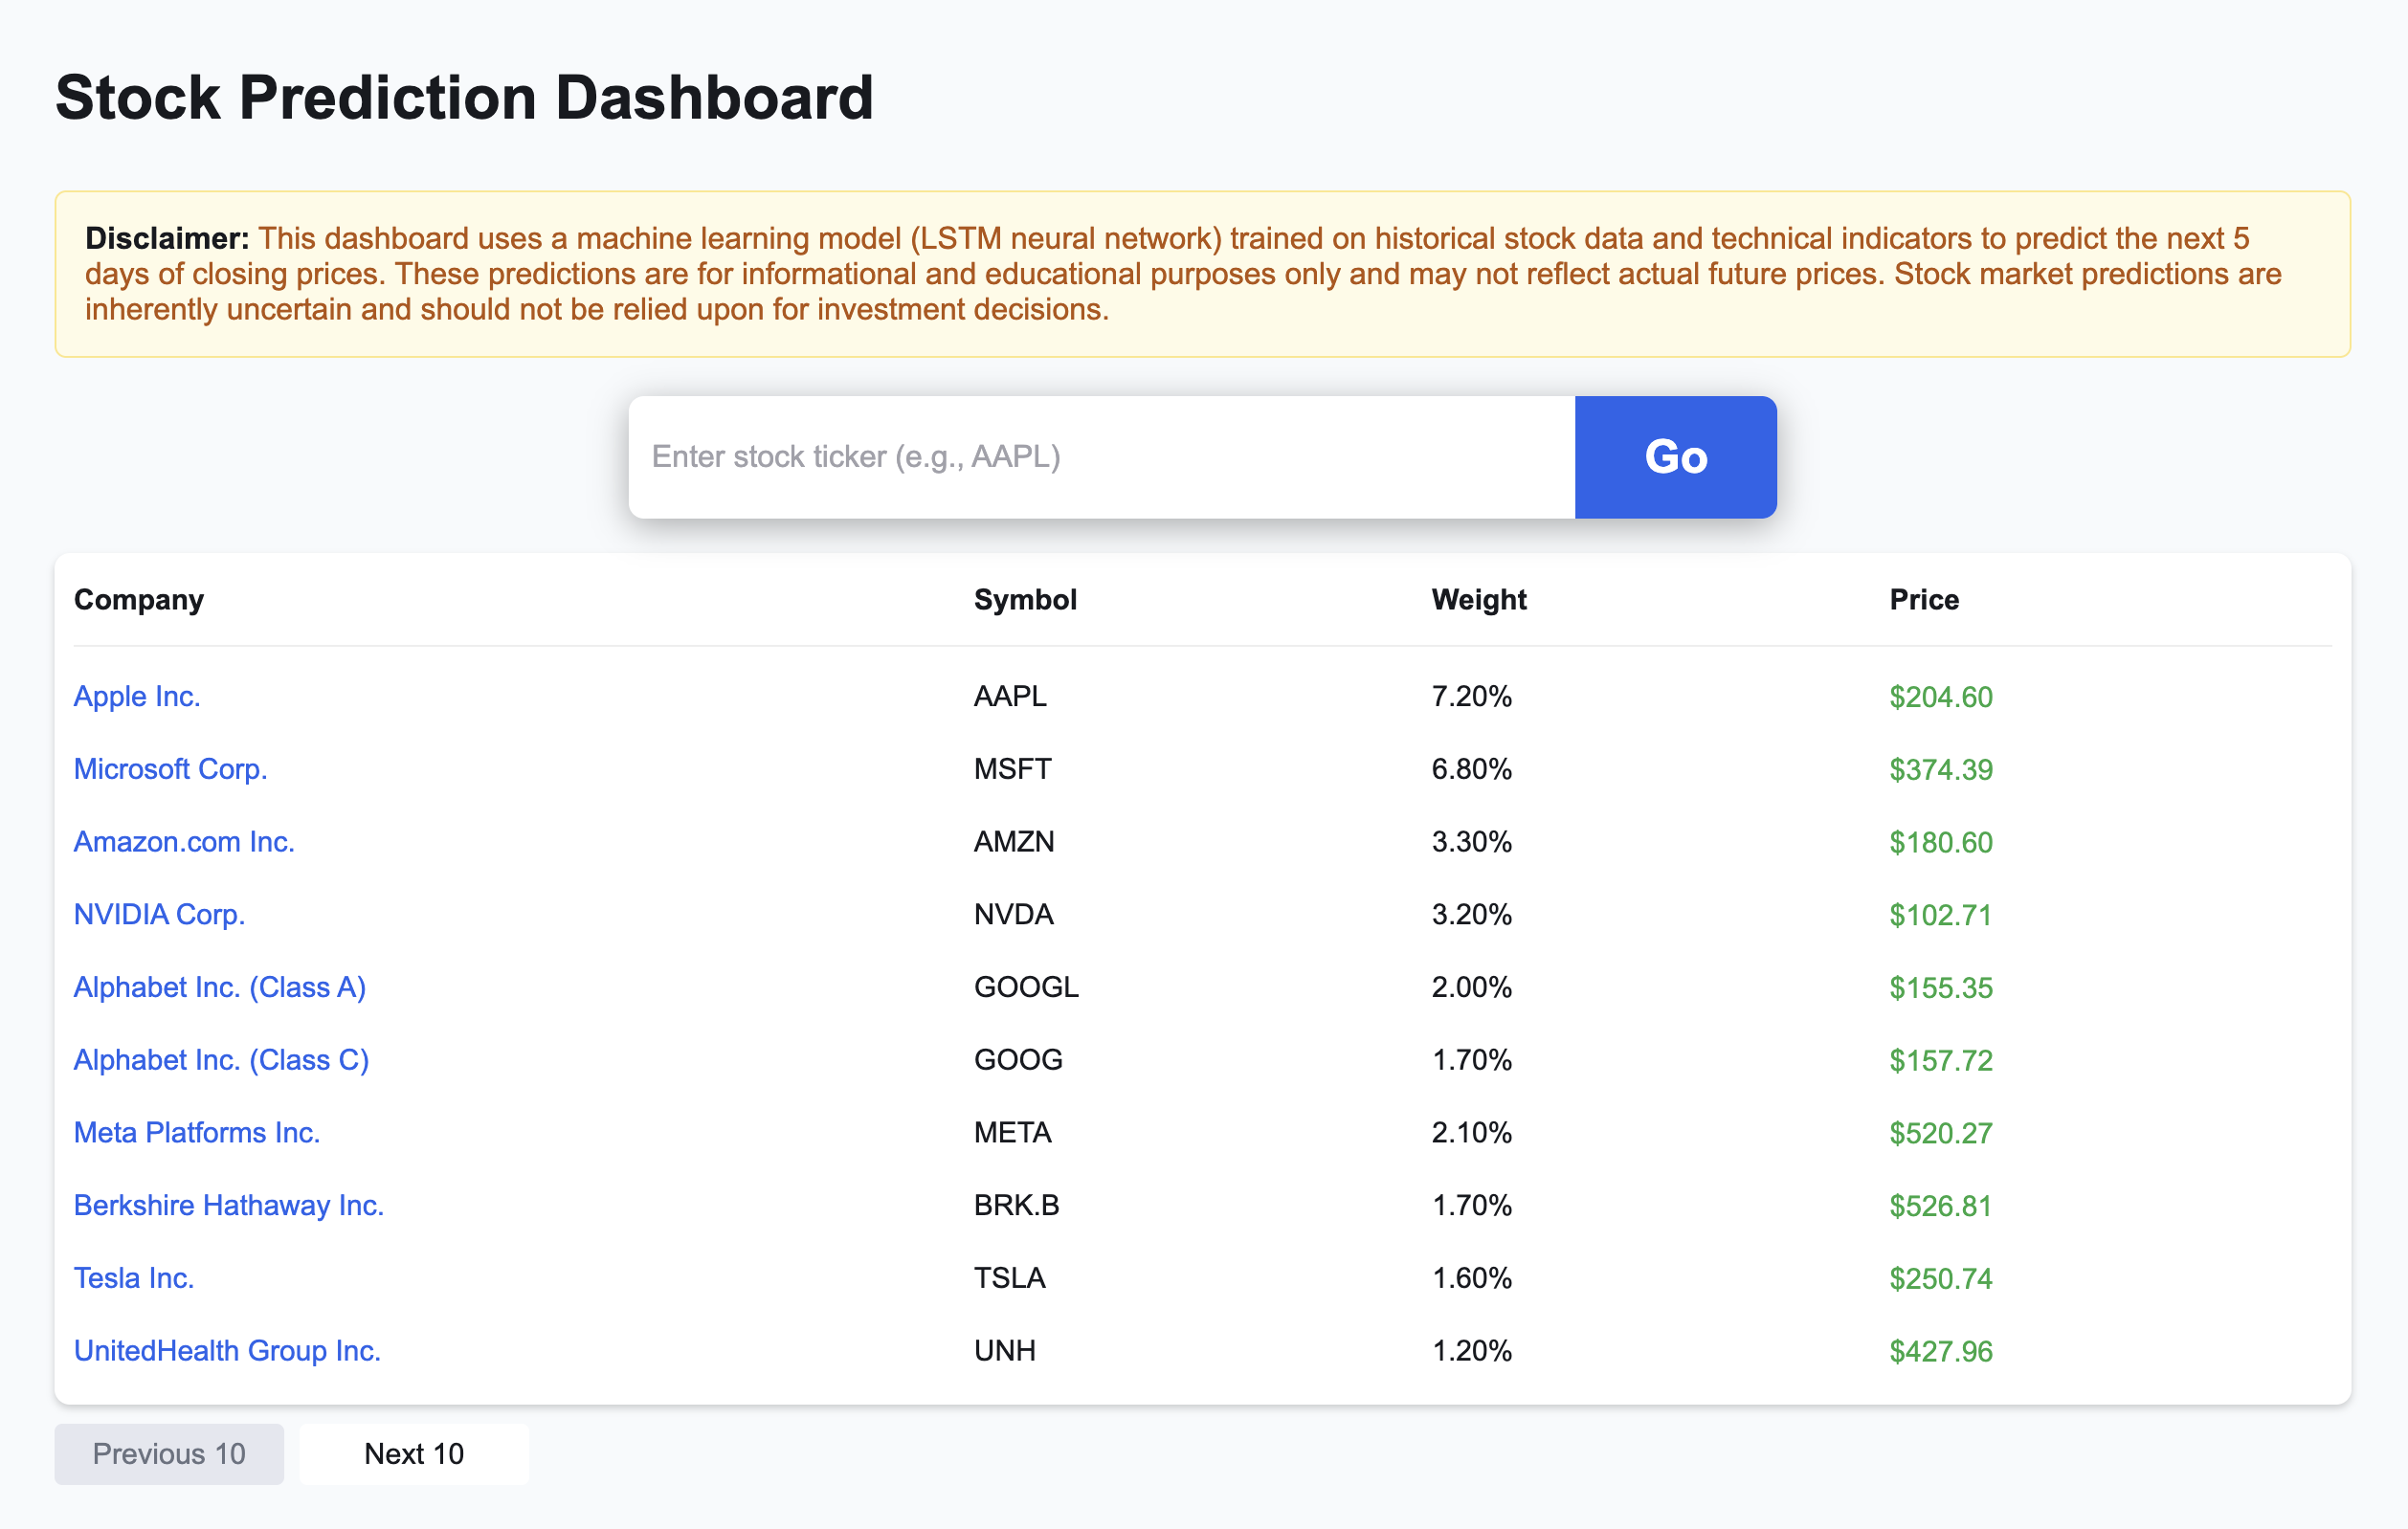 Stock Prediction Dashboard
Disclaimer: This dashboard uses a machine learning model (LSTM neural network) trained on historical stock data and technical indicators to predict the next 5
days of closing prices. These predictions are for informational and educational purposes only and may not reflect actual future prices. Stock market predictions are
inherently uncertain and should not be relied upon for investment decisions.
Enter stock ticker (e.g., AAPL) Go
Company Symbol Weight Price
Apple Inc. AAPL 7.20% $204.60
Microsoft Corp. MSFT 6.80% $374.39
Amazon.com Inc. AMZN 3.30% $180.60
NVIDIA Corp. NVDA 3.20% $102.71
Alphabet Inc. (Class A) GOOGL 2.00% $155.35
Alphabet Inc. (Class C) GOOG 1.70% $157.72
Meta Platforms Inc. META 2.10% $520.27
Berkshire Hathaway Inc. BRK.B 1.70% $526.81
Tesla Inc. TSLA 1.60% $250.74
UnitedHealth Group Inc. UNH 1.20% $427.96
Previous 10 Next 10